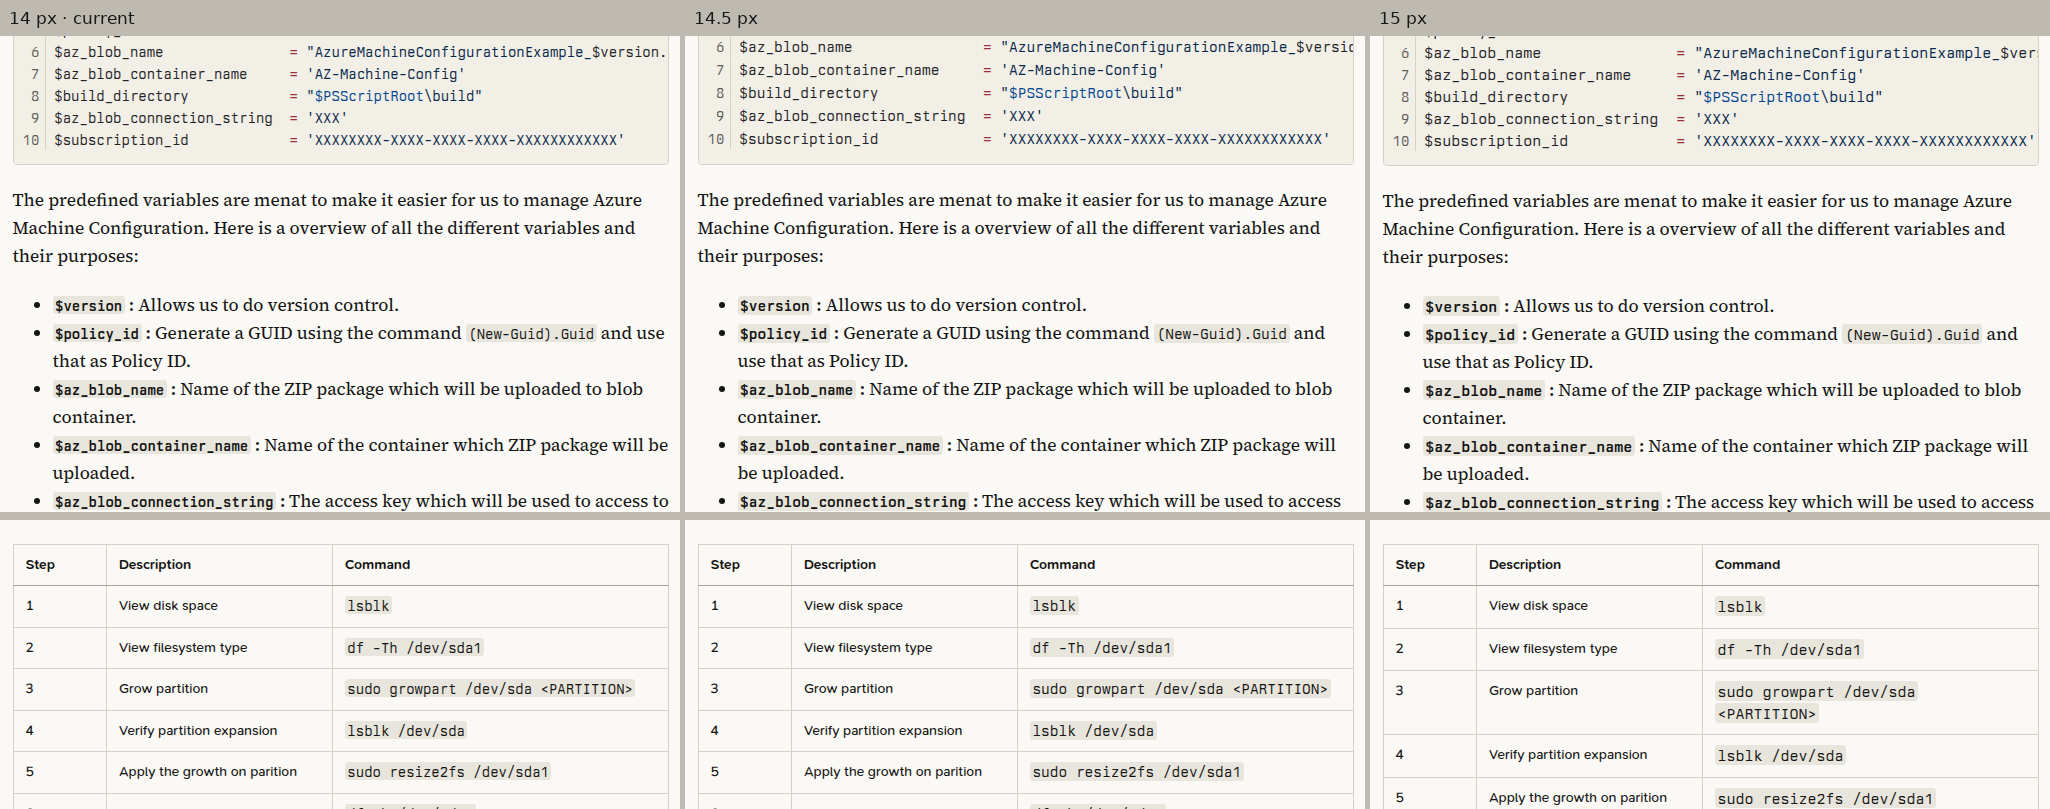 14 px · current
6 $az_blob_name = "AzureMachineConfigurationExample_$version.
7 $az_blob_container_name = 'AZ-Machine-Config'
8 $build_directory = "$PSScriptRoot\build"
9 $az_blob_connection_string = 'XXX'
10 $subscription_id = 'XXXXXXXX-XXXX-XXXX-XXXX-XXXXXXXXXXXX'
The predefined variables are menat to make it easier for us to manage Azure
Machine Configuration. Here is a overview of all the different variables and
their purposes:
• $version : Allows us to do version control.
• $policy_id : Generate a GUID using the command (New-Guid).Guid and use
that as Policy ID.
• $az_blob_name : Name of the ZIP package which will be uploaded to blob
container.
• $az_blob_container_name : Name of the container which ZIP package will be
uploaded.
• $az_blob_connection_string : The access key which will be used to access to
14.5 px
6 $az_blob_name = "AzureMachineConfigurationExample_$versio
7 $az_blob_container_name = 'AZ-Machine-Config'
8 $build_directory = "$PSScriptRoot\build"
9 $az_blob_connection_string = 'XXX'
10 $subscription_id = 'XXXXXXXX-XXXX-XXXX-XXXX-XXXXXXXXXXXX'
The predefined variables are menat to make it easier for us to manage Azure
Machine Configuration. Here is a overview of all the different variables and
their purposes:
• $version : Allows us to do version control.
• $policy_id : Generate a GUID using the command (New-Guid).Guid and
use that as Policy ID.
• $az_blob_name : Name of the ZIP package which will be uploaded to blob
container.
• $az_blob_container_name : Name of the container which ZIP package will
be uploaded.
• $az_blob_connection_string : The access key which will be used to access
15 px
6 $az_blob_name = "AzureMachineConfigurationExample_$vers
7 $az_blob_container_name = 'AZ-Machine-Config'
8 $build_directory = "$PSScriptRoot\build"
9 $az_blob_connection_string = 'XXX'
10 $subscription_id = 'XXXXXXXX-XXXX-XXXX-XXXX-XXXXXXXXXXXX'
The predefined variables are menat to make it easier for us to manage Azure
Machine Configuration. Here is a overview of all the different variables and
their purposes:
• $version : Allows us to do version control.
• $policy_id : Generate a GUID using the command (New-Guid).Guid and
use that as Policy ID.
• $az_blob_name : Name of the ZIP package which will be uploaded to blob
container.
• $az_blob_container_name : Name of the container which ZIP package will
be uploaded.
• $az_blob_connection_string : The access key which will be used to access
Step Description Command
1 View disk space lsblk
2 View filesystem type df -Th /dev/sda1
3 Grow partition sudo growpart /dev/sda <PARTITION>
4 Verify partition expansion lsblk /dev/sda
5 Apply the growth on parition sudo resize2fs /dev/sda1
Step Description Command
1 View disk space lsblk
2 View filesystem type df -Th /dev/sda1
3 Grow partition sudo growpart /dev/sda <PARTITION>
4 Verify partition expansion lsblk /dev/sda
5 Apply the growth on parition sudo resize2fs /dev/sda1
Step Description Command
1 View disk space lsblk
2 View filesystem type df -Th /dev/sda1
3 Grow partition sudo growpart /dev/sda
<PARTITION>
4 Verify partition expansion lsblk /dev/sda
5 Apply the growth on parition sudo resize2fs /dev/sda1